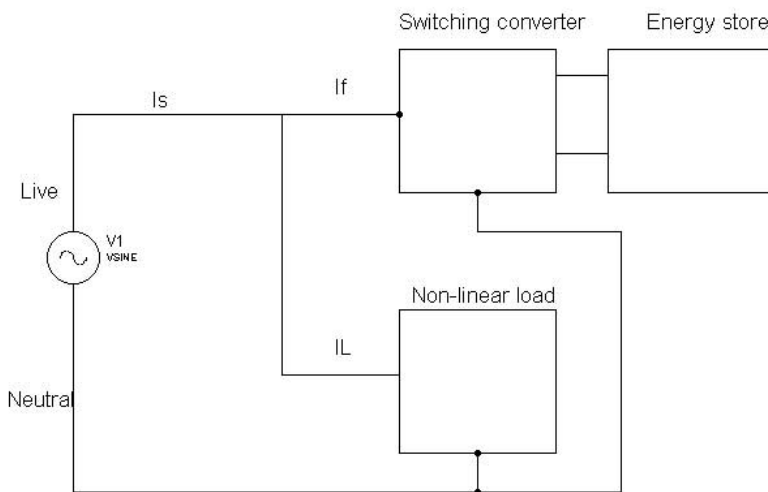 Switching converter
Energy store
Is
If
Live
V1
VSINE
Non-linear load
IL
Neutral